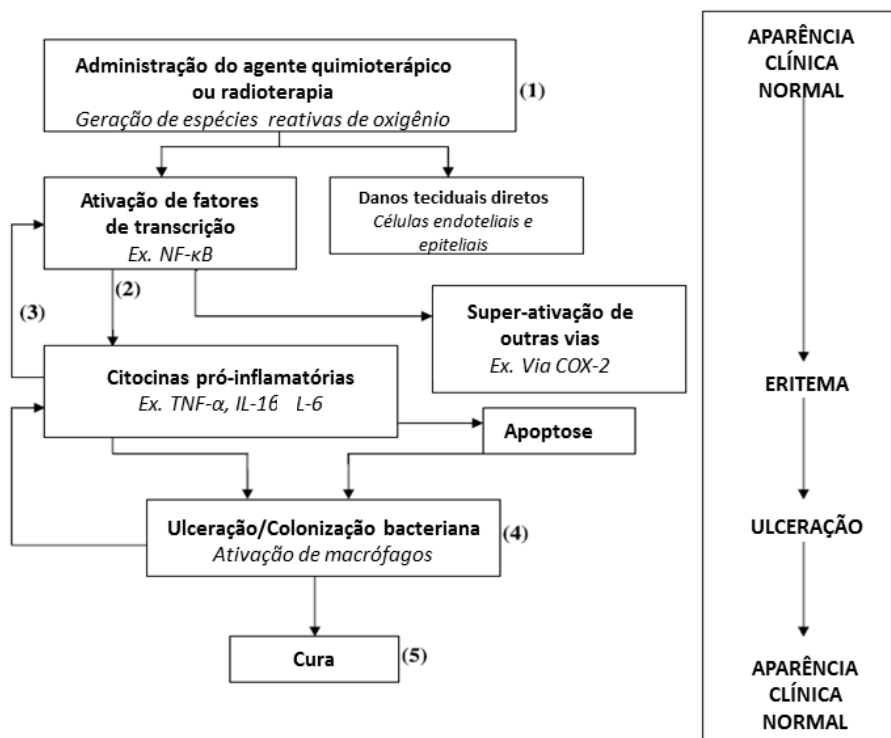 Administração do agente quimioterápico
ou radioterapia
Geração de espécies reativas de oxigênio
(1)
Ativação de fatores
de transcrição
Ex. NF-κB
Danos teciduais diretos
Células endoteliais e
epiteliais
(2)
(3)
Super-ativação de
outras vias
Ex. Via COX-2
Citocinas pró-inflamatórias
Ex. TNF-α, IL-1б L-6
Apoptose
Ulceração/Colonização bacteriana
Ativação de macrófagos
(4)
Cura
(5)
APARÊNCIA
CLÍNICA
NORMAL
ERITEMA
ULCERAÇÃO
APARÊNCIA
CLÍNICA
NORMAL